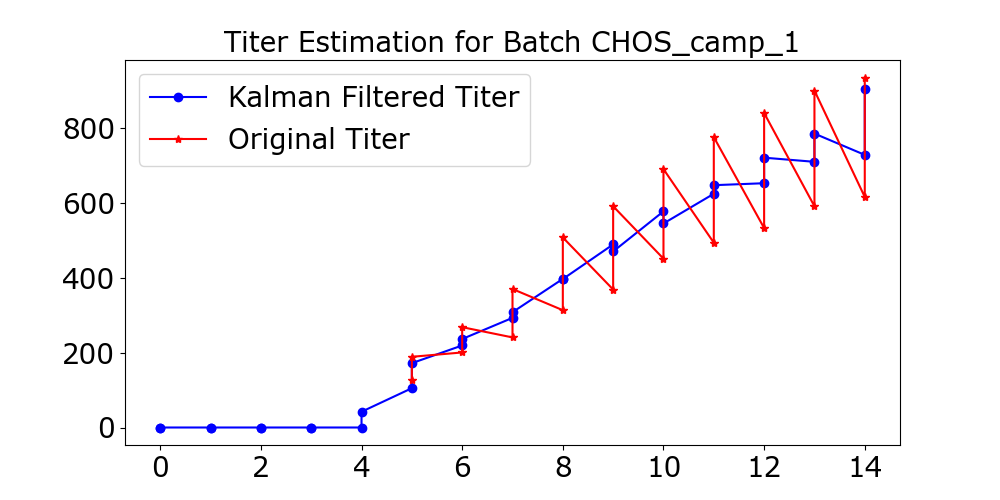 Titer Estimation for Batch CHOS_camp_1
Kalman Filtered Titer
Original Titer
800
600
400
200
0
0 2 4 6 8 10 12 14